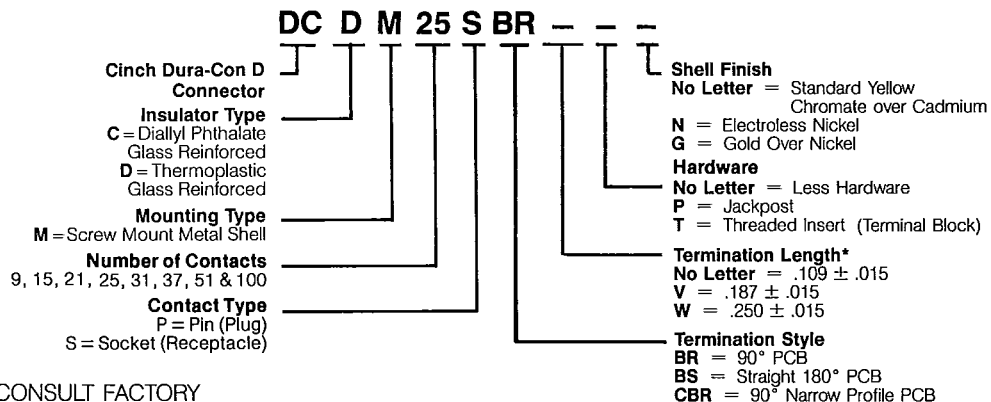 DC D M 25 S BR – – –
Cinch Dura-Con D
Connector
Insulator Type
C = Diallyl Phthalate
Glass Reinforced
D = Thermoplastic
Glass Reinforced
Mounting Type
M = Screw Mount Metal Shell
Number of Contacts
9, 15, 21, 25, 31, 37, 51 & 100
Contact Type
P = Pin (Plug)
S = Socket (Receptacle)
CONSULT FACTORY
Shell Finish
No Letter = Standard Yellow
Chromate over Cadmium
N = Electroless Nickel
G = Gold Over Nickel
Hardware
No Letter = Less Hardware
P = Jackpost
T = Threaded Insert (Terminal Block)
Termination Length*
No Letter = .109 ± .015
V = .187 ± .015
W = .250 ± .015
Termination Style
BR = 90° PCB
BS = Straight 180° PCB
CBR = 90° Narrow Profile PCB